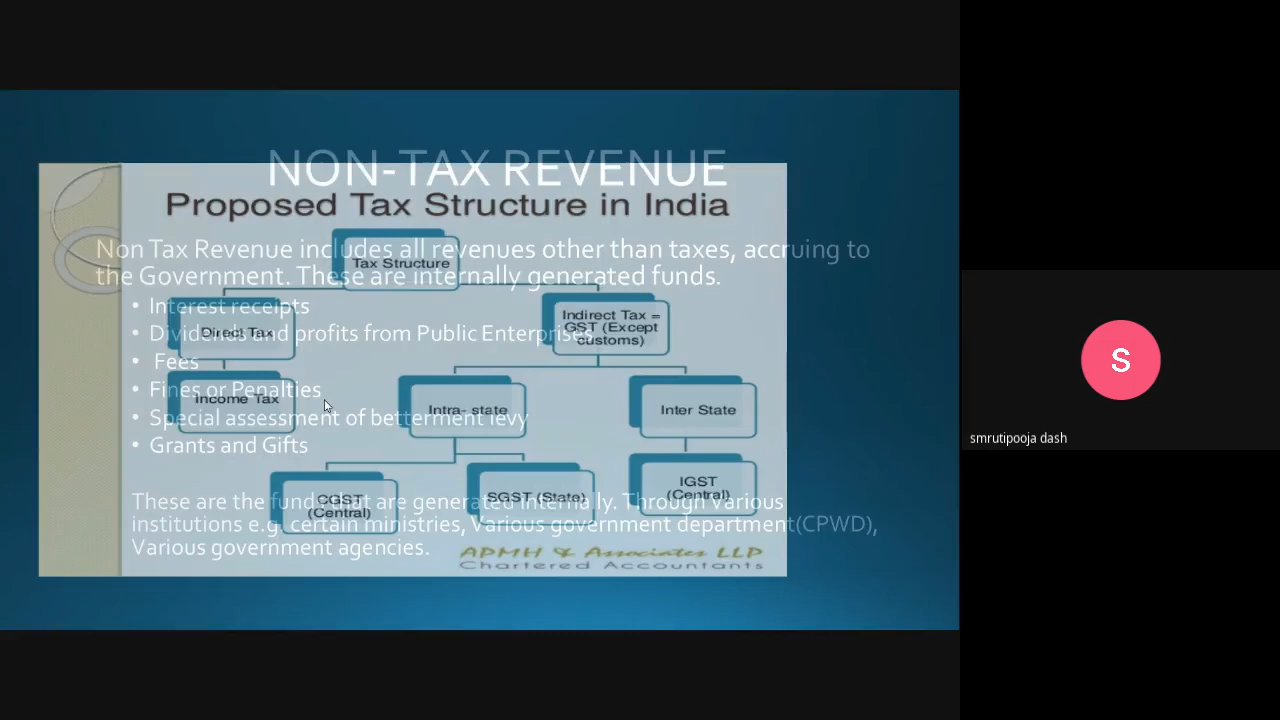 NON-TAX REVENUE
Non Tax Revenue includes all revenues other than taxes, accruing to
the Government. These are internally generated funds.
• Interest receipts
• Dividends and profits from Public Enterprises
• Fees
• Fines or Penalties
• Special assessment of betterment levy
• Grants and Gifts
These are the funds that are generated internally. Through various
institutions e.g. certain ministries, Various government department(CPWD),
Various government agencies.
Proposed Tax Structure in India
Tax Structure
Direct Tax
Indirect Tax =
GST (Except
customs)
Income Tax
Intra- state
Inter State
CGST
(Central)
SGST (State)
IGST
(Central)
APMH & Associates LLP
Chartered Accountants
S
smrutipooja dash